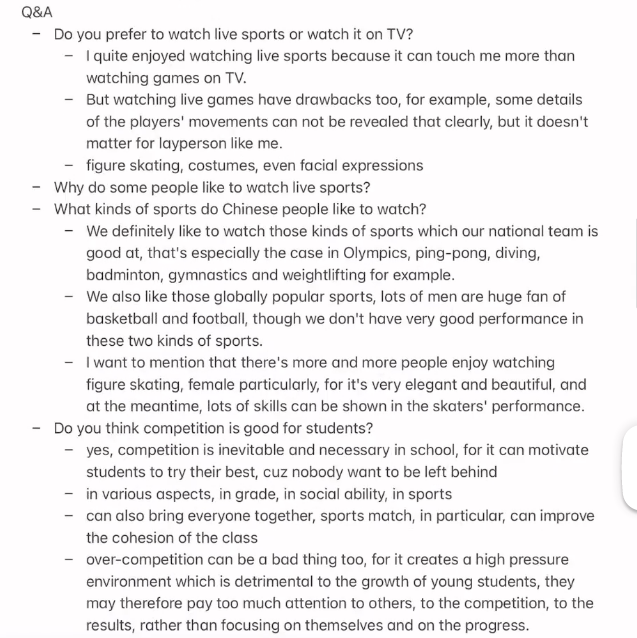 Q&A
– Do you prefer to watch live sports or watch it on TV?
– I quite enjoyed watching live sports because it can touch me more than
watching games on TV.
– But watching live games have drawbacks too, for example, some details
of the players' movements can not be revealed that clearly, but it doesn't
matter for layperson like me.
– figure skating, costumes, even facial expressions
– Why do some people like to watch live sports?
– What kinds of sports do Chinese people like to watch?
– We definitely like to watch those kinds of sports which our national team is
good at, that's especially the case in Olympics, ping-pong, diving,
badminton, gymnastics and weightlifting for example.
– We also like those globally popular sports, lots of men are huge fan of
basketball and football, though we don't have very good performance in
these two kinds of sports.
– I want to mention that there's more and more people enjoy watching
figure skating, female particularly, for it's very elegant and beautiful, and
at the meantime, lots of skills can be shown in the skaters' performance.
– Do you think competition is good for students?
– yes, competition is inevitable and necessary in school, for it can motivate
students to try their best, cuz nobody want to be left behind
– in various aspects, in grade, in social ability, in sports
– can also bring everyone together, sports match, in particular, can improve
the cohesion of the class
– over-competition can be a bad thing too, for it creates a high pressure
environment which is detrimental to the growth of young students, they
may therefore pay too much attention to others, to the competition, to the
results, rather than focusing on themselves and on the progress.